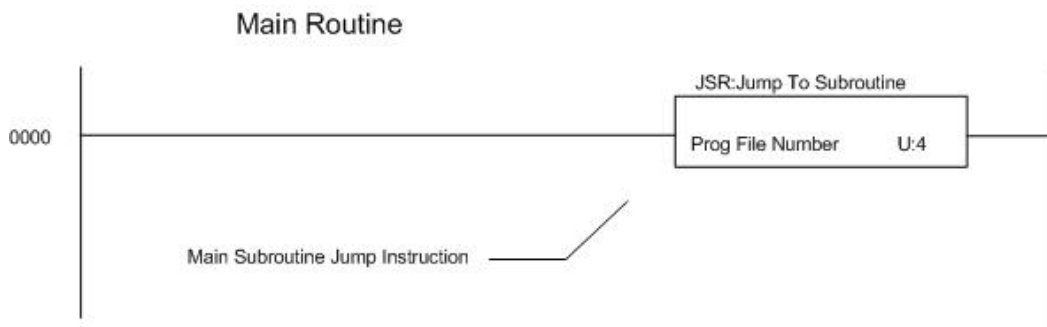 Main Routine
JSR:Jump To Subroutine
0000
Prog File Number U:4
Main Subroutine Jump Instruction